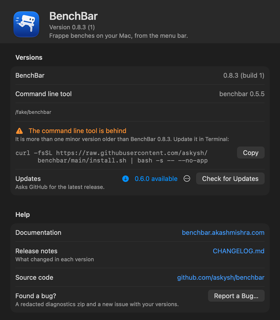 BenchBar
Version 0.8.3 (1)
Frappe benches on your Mac, from the menu bar.
Versions
BenchBar 0.8.3 (build 1)
Command line tool benchbar 0.5.5
/fake/benchbar
The command line tool is behind
It is more than one minor version older than BenchBar 0.8.3. Update it in Terminal:
curl -fsSL https://raw.githubusercontent.com/askysh/ Copy
benchbar/main/install.sh | bash -s -- --no-app
Updates 0.6.0 available Check for Updates
Asks GitHub for the latest release.
Help
Documentation benchbar.akashmishra.com
Release notes CHANGELOG.md
What changed in each version
Source code github.com/askysh/benchbar
Found a bug? Report a Bug...
A redacted diagnostics zip and a new issue with your versions.